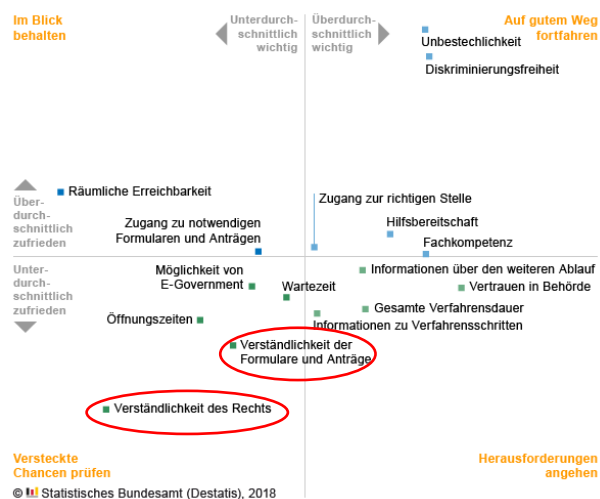 Im Blick
behalten
Unterdurch-
schnittlich
wichtig
Überdurch-
schnittlich
wichtig
Auf gutem Weg
fortfahren
Unbestechlichkeit
Diskriminierungsfreiheit
Räumliche Erreichbarkeit
Zugang zur richtigen Stelle
Über-
durch-
schnittlich
zufrieden
Zugang zu notwendigen
Formularen und Anträgen
Hilfsbereitschaft
Fachkompetenz
Unter-
durch-
schnittlich
zufrieden
Möglichkeit von
E-Government
Wartezeit
Informationen über den weiteren Ablauf
Vertrauen in Behörde
Gesamte Verfahrensdauer
Öffnungszeiten
Informationen zu Verfahrensschritten
Verständlichkeit der
Formulare und Anträge
Verständlichkeit des Rechts
Versteckte
Chancen prüfen
Herausforderungen
angehen
© Statistisches Bundesamt (Destatis), 2018